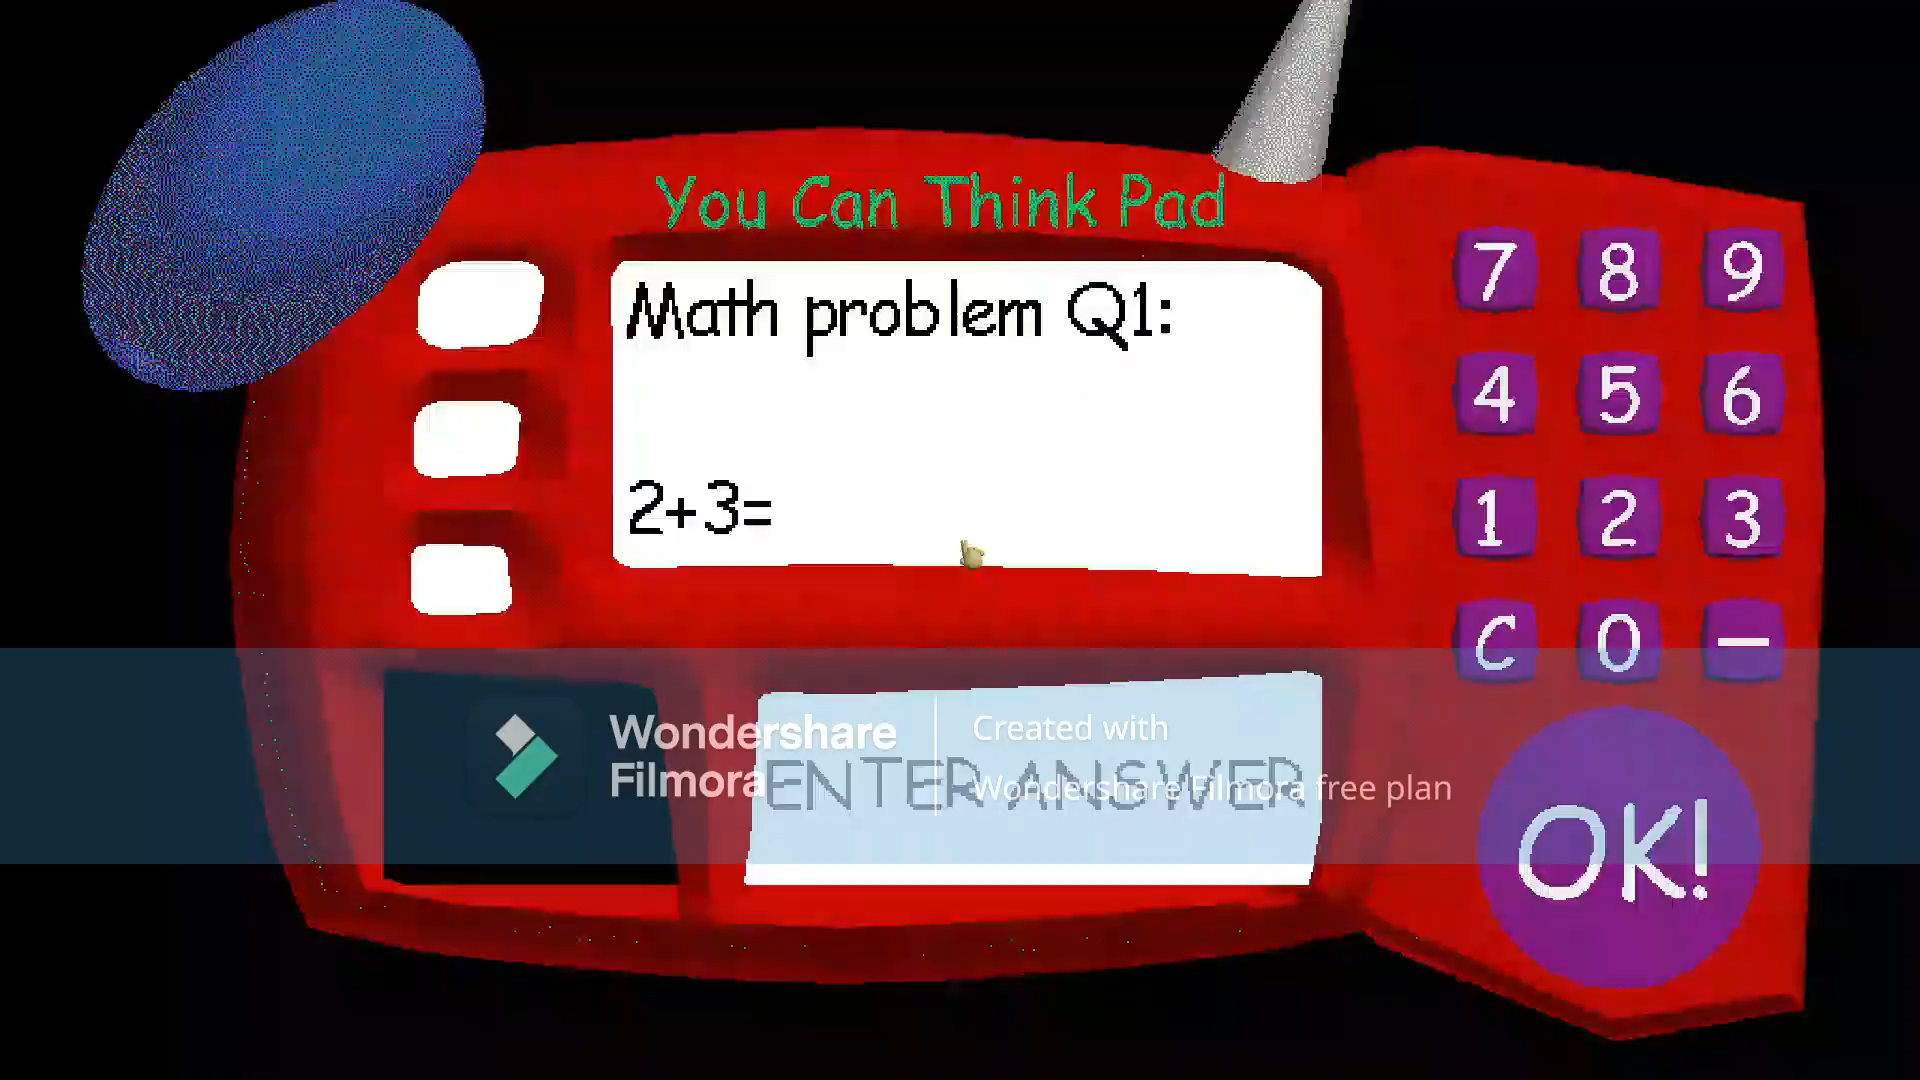 You Can Think Pad
Math problem Q1:
2+3=
7 8 9
4 5 6
1 2 3
C 0 −
Wondershare
Filmora
Created with
Wondershare Filmora free plan
ENTER ANSWER
OK!